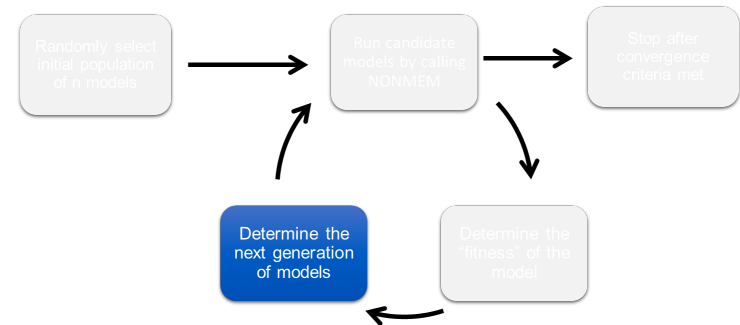 Randomly select
initial population
of n models
Run candidate
models by calling
NONMEM
Stop after
convergence
criteria met
Determine the
next generation
of models
Determine the
“fitness” of the
model